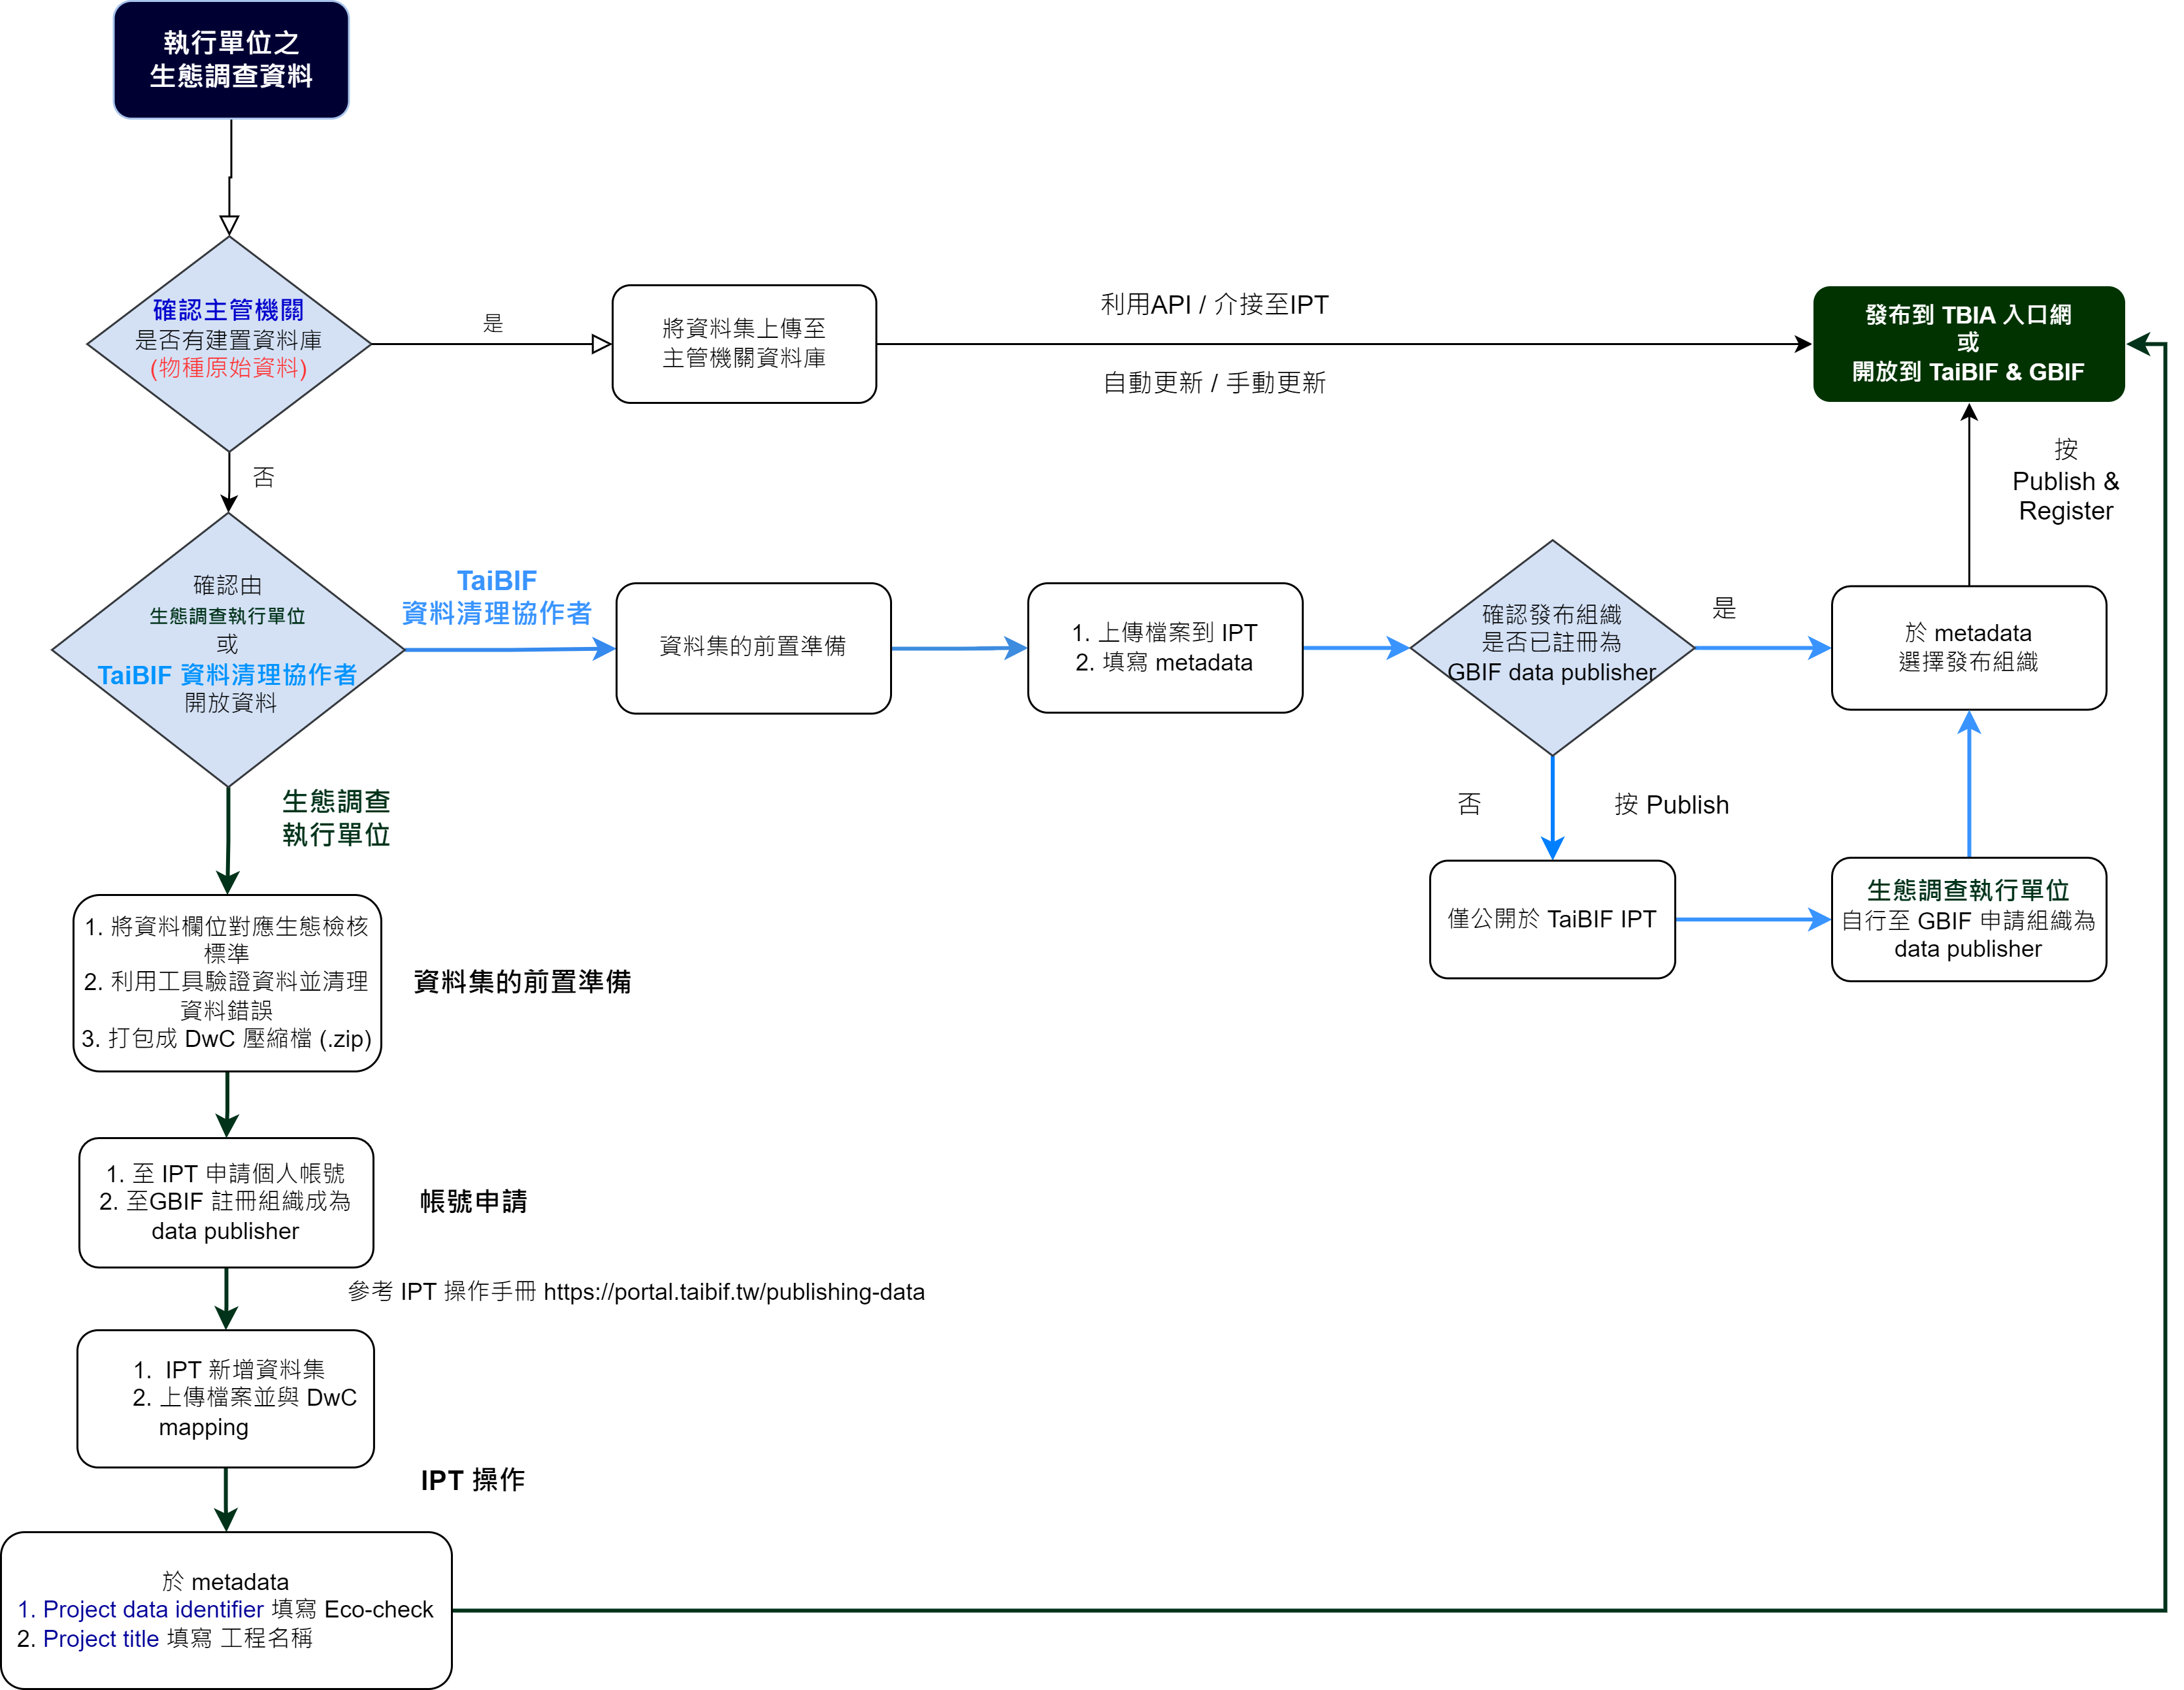 執行單位之
生態調查資料
確認主管機關
是否有建置資料庫
(物種原始資料)
是
將資料集上傳至
主管機關資料庫
利用API / 介接至IPT
自動更新 / 手動更新
發布到 TBIA 入口網
或
開放到 TaiBIF & GBIF
否
按
Publish &
Register
確認由
生態調查執行單位
或
TaiBIF 資料清理協作者
開放資料
TaiBIF
資料清理協作者
資料集的前置準備
1. 上傳檔案到 IPT
2. 填寫 metadata
確認發布組織
是否已註冊為
GBIF data publisher
是
於 metadata
選擇發布組織
生態調查
執行單位
否
按 Publish
僅公開於 TaiBIF IPT
生態調查執行單位
自行至 GBIF 申請組織為
data publisher
1. 將資料欄位對應生態檢核
標準
2. 利用工具驗證資料並清理
資料錯誤
3. 打包成 DwC 壓縮檔 (.zip)
資料集的前置準備
1. 至 IPT 申請個人帳號
2. 至GBIF 註冊組織成為
data publisher
帳號申請
參考 IPT 操作手冊 https://portal.taibif.tw/publishing-data
1. IPT 新增資料集
2. 上傳檔案並與 DwC
mapping
IPT 操作
於 metadata
1. Project data identifier 填寫 Eco-check
2. Project title 填寫 工程名稱